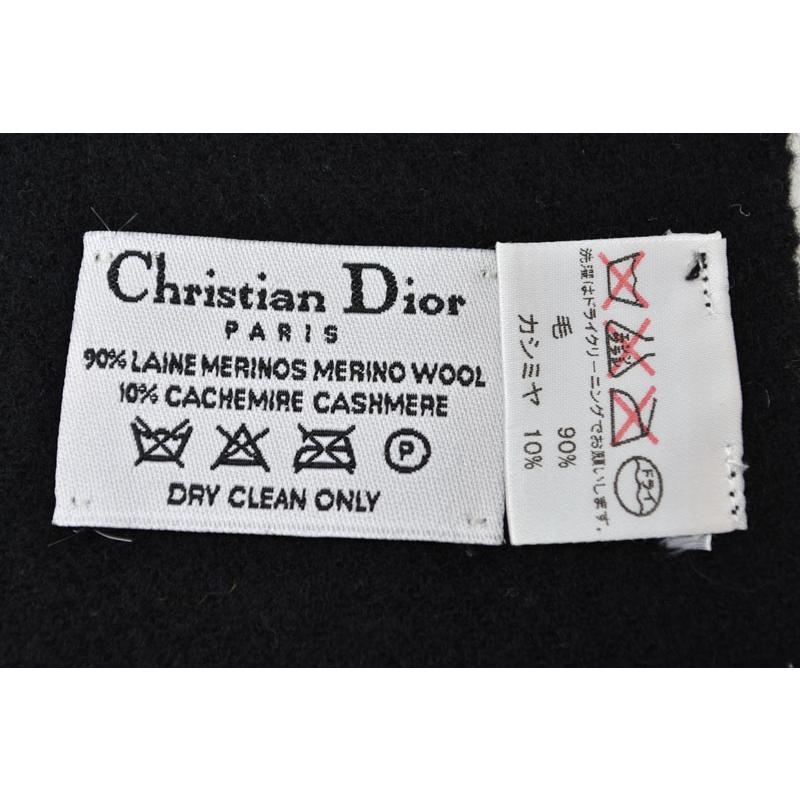 Christian Dior
PARIS
90% LAINE MERINOS MERINO WOOL
10% CACHEMIRE CASHMERE
P
DRY CLEAN ONLY
毛 90%
カシミヤ 10%
ドライ
洗濯はドライクリーニングでお願いします。